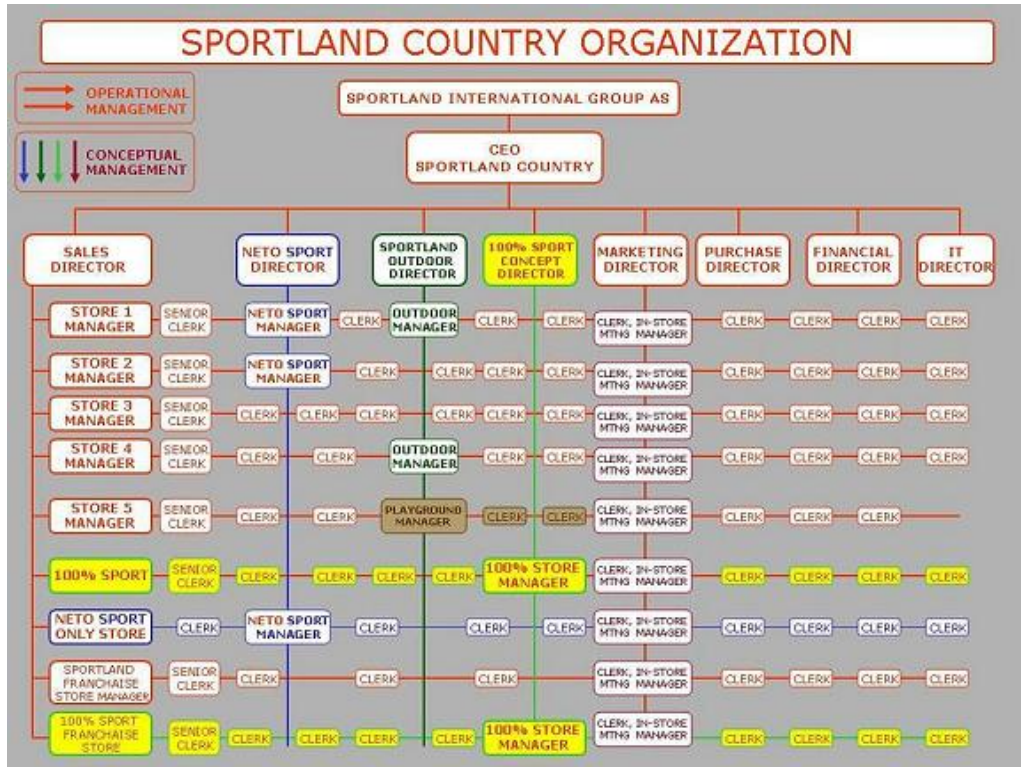 SPORTLAND COUNTRY ORGANIZATION
OPERATIONAL
MANAGEMENT
CONCEPTUAL
MANAGEMENT
SPORTLAND INTERNATIONAL GROUP AS
CEO
SPORTLAND COUNTRY
SALES
DIRECTOR
NETO SPORT
DIRECTOR
SPORTLAND
OUTDOOR
DIRECTOR
100% SPORT
CONCEPT
DIRECTOR
MARKETING
DIRECTOR
PURCHASE
DIRECTOR
FINANCIAL
DIRECTOR
IT
DIRECTOR
STORE 1
MANAGER
SENIOR
CLERK
NETO SPORT
MANAGER
CLERK
OUTDOOR
MANAGER
CLERK
CLERK
CLERK, IN-STORE
MTNG MANAGER
CLERK
CLERK
CLERK
CLERK
STORE 2
MANAGER
SENIOR
CLERK
NETO SPORT
MANAGER
CLERK
CLERK
CLERK
CLERK
CLERK, IN-STORE
MTNG MANAGER
CLERK
CLERK
CLERK
CLERK
STORE 3
MANAGER
SENIOR
CLERK
CLERK
CLERK
CLERK
CLERK
CLERK
CLERK
CLERK, IN-STORE
MTNG MANAGER
CLERK
CLERK
CLERK
CLERK
STORE 4
MANAGER
SENIOR
CLERK
CLERK
CLERK
OUTDOOR
MANAGER
CLERK
CLERK
CLERK, IN-STORE
MTNG MANAGER
CLERK
CLERK
CLERK
CLERK
STORE 5
MANAGER
SENIOR
CLERK
CLERK
CLERK
PLAYGROUND
MANAGER
CLERK
CLERK
CLERK, IN-STORE
MTNG MANAGER
CLERK
CLERK
CLERK
100% SPORT
SENIOR
CLERK
CLERK
CLERK
CLERK
CLERK
100% STORE
MANAGER
CLERK, IN-STORE
MTNG MANAGER
CLERK
CLERK
CLERK
CLERK
NETO SPORT
ONLY STORE
CLERK
NETO SPORT
MANAGER
CLERK
CLERK
CLERK
CLERK, IN-STORE
MTNG MANAGER
CLERK
CLERK
CLERK
CLERK
SPORTLAND
FRANCHAISE
STORE MANAGER
SENIOR
CLERK
CLERK
CLERK
CLERK
CLERK, IN-STORE
MTNG MANAGER
CLERK
CLERK
CLERK
CLERK
100% SPORT
FRANCHAISE
STORE
SENIOR
CLERK
CLERK
CLERK
CLERK
CLERK
100% STORE
MANAGER
CLERK, IN-STORE
MTNG MANAGER
CLERK
CLERK
CLERK
CLERK